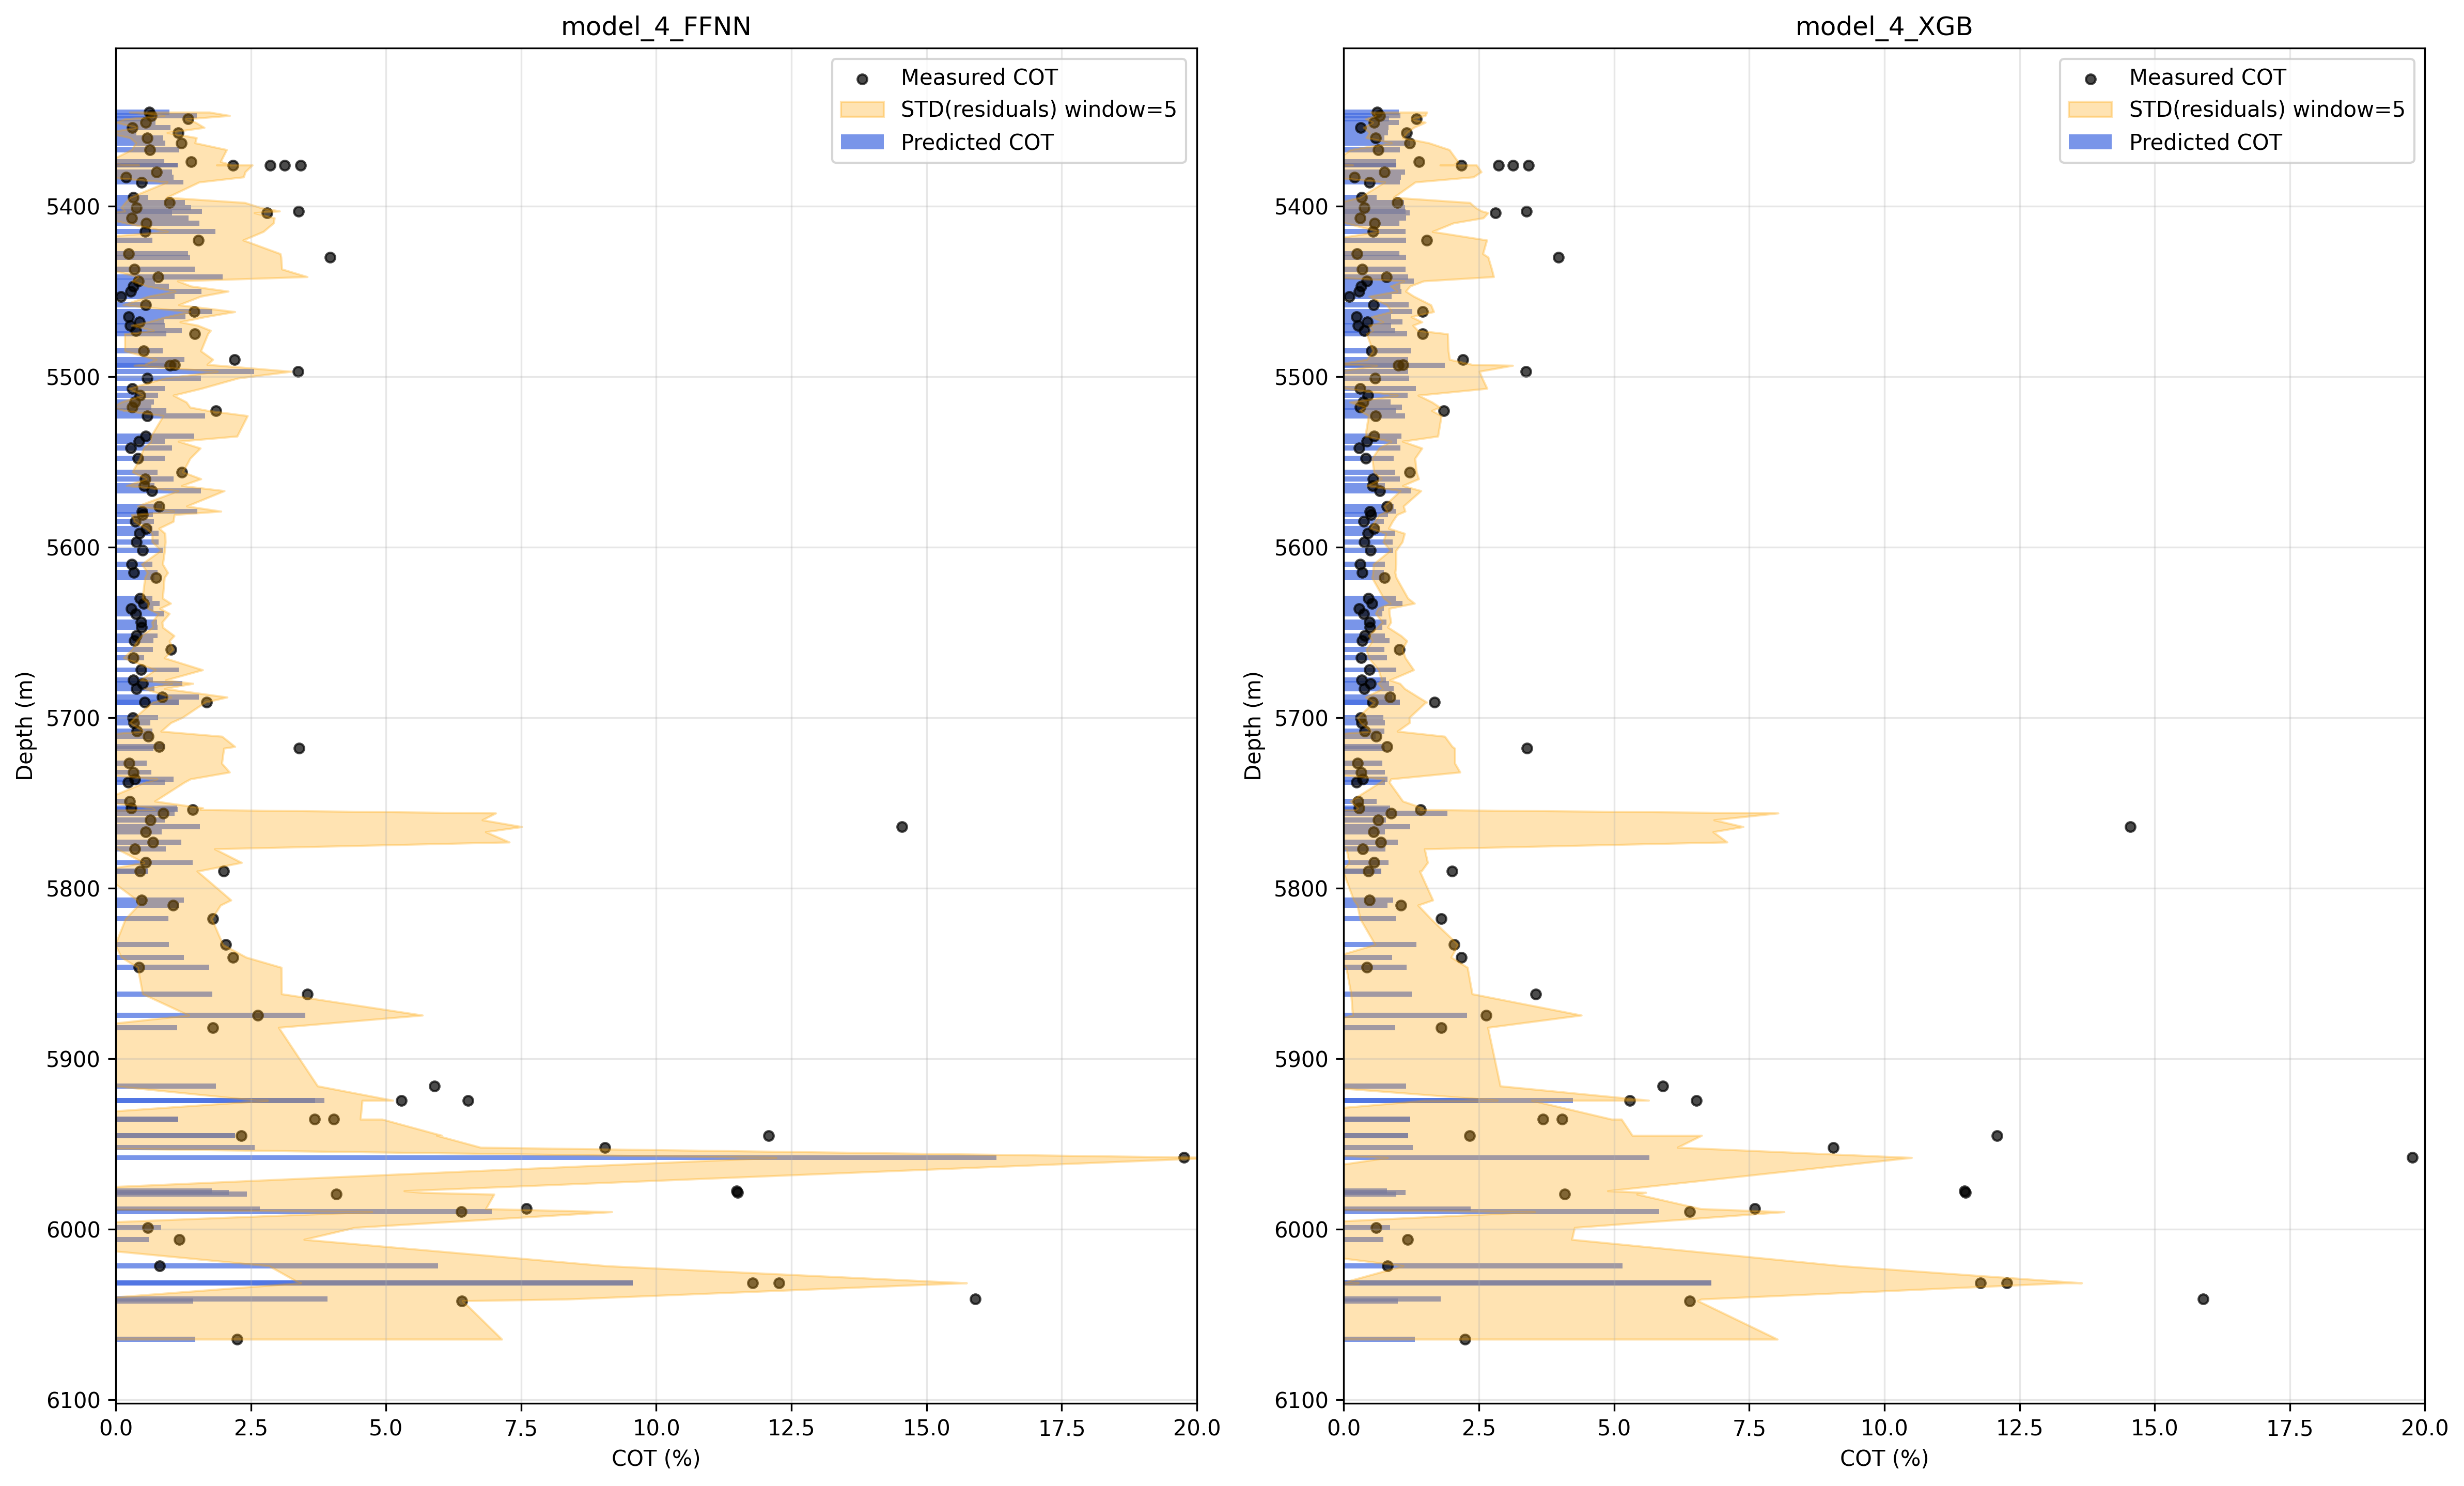 model_4_FFNN
Measured COT
STD(residuals) window=5
Predicted COT
Depth (m)
5400
5500
5600
5700
5800
5900
6000
6100
0.0 2.5 5.0 7.5 10.0 12.5 15.0 17.5 20.0
COT (%)
model_4_XGB
Measured COT
STD(residuals) window=5
Predicted COT
Depth (m)
5400
5500
5600
5700
5800
5900
6000
6100
0.0 2.5 5.0 7.5 10.0 12.5 15.0 17.5 20.0
COT (%)